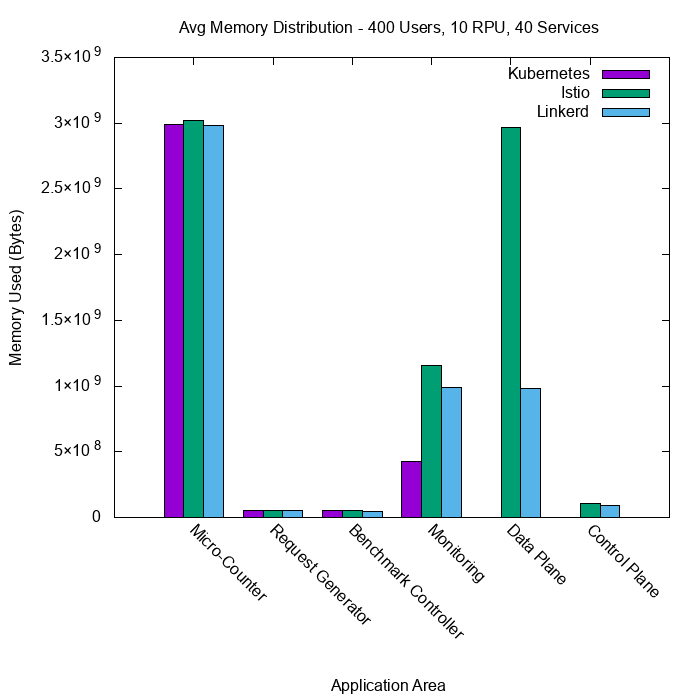 Avg Memory Distribution - 400 Users, 10 RPU, 40 Services
Kubernetes
Istio
Linkerd
3.5×10⁹
3×10⁹
2.5×10⁹
2×10⁹
1.5×10⁹
1×10⁹
5×10⁸
0
Memory Used (Bytes)
Micro-Counter
Request Generator
Benchmark Controller
Monitoring
Data Plane
Control Plane
Application Area